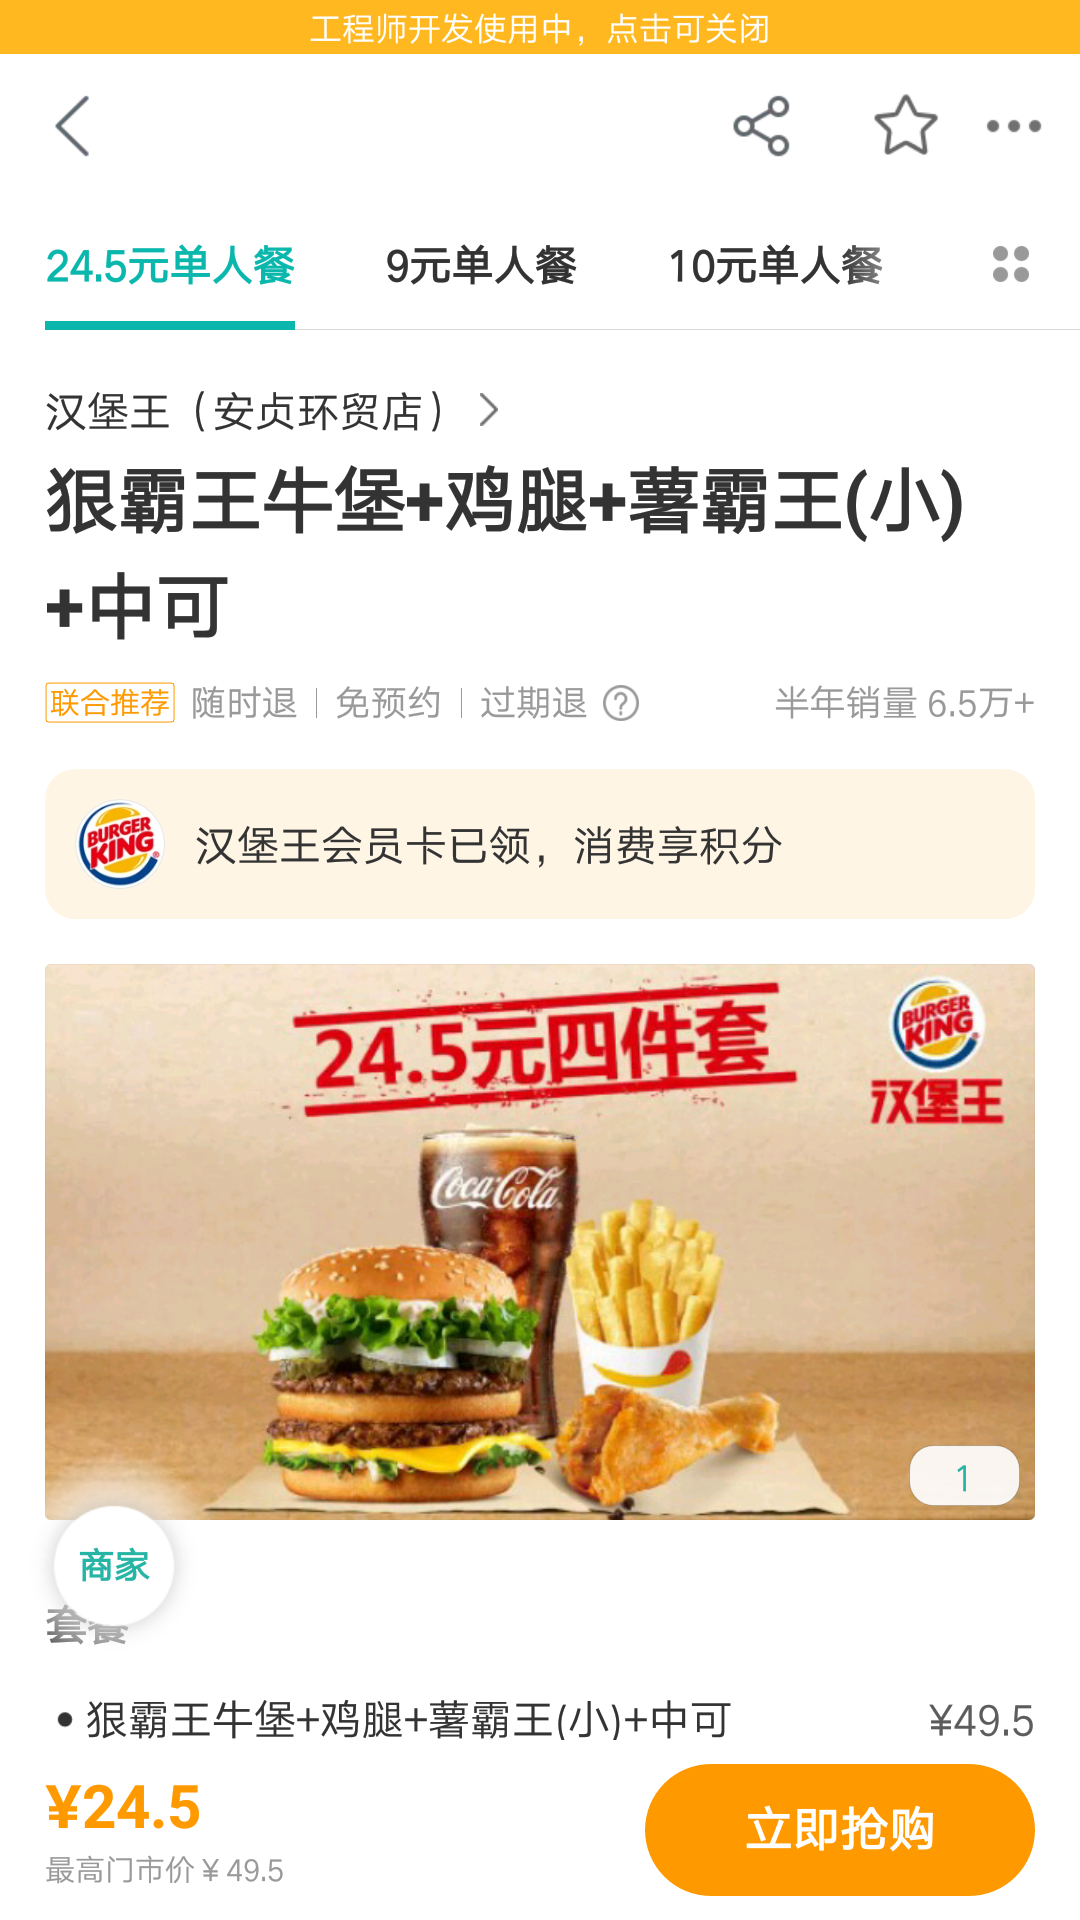 工程师开发使用中，点击可关闭
24.5元单人餐
9元单人餐
10元单人餐
汉堡王（安贞环贸店）
狠霸王牛堡+鸡腿+薯霸王(小)
+中可
联合推荐 随时退 免预约 过期退 ? 半年销量 6.5万+
BURGER
KING
汉堡王会员卡已领，消费享积分
24.5元四件套
BURGER
KING
汉堡王
Coca-Cola
1
商家
套餐
• 狠霸王牛堡+鸡腿+薯霸王(小)+中可 ¥49.5
¥24.5
最高门市价 ¥ 49.5
立即抢购